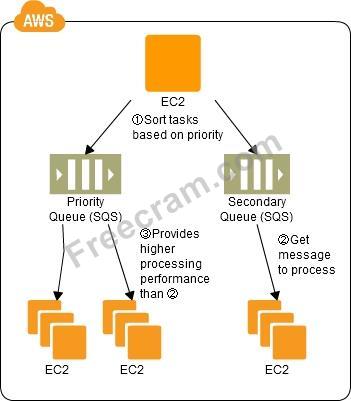 AWS
EC2
①Sort tasks
based on priority
Priority
Queue (SQS)
Secondary
Queue (SQS)
③Provides
higher
processing
performance
than ②
②Get
message
to process
EC2
EC2
EC2
Freecram.com